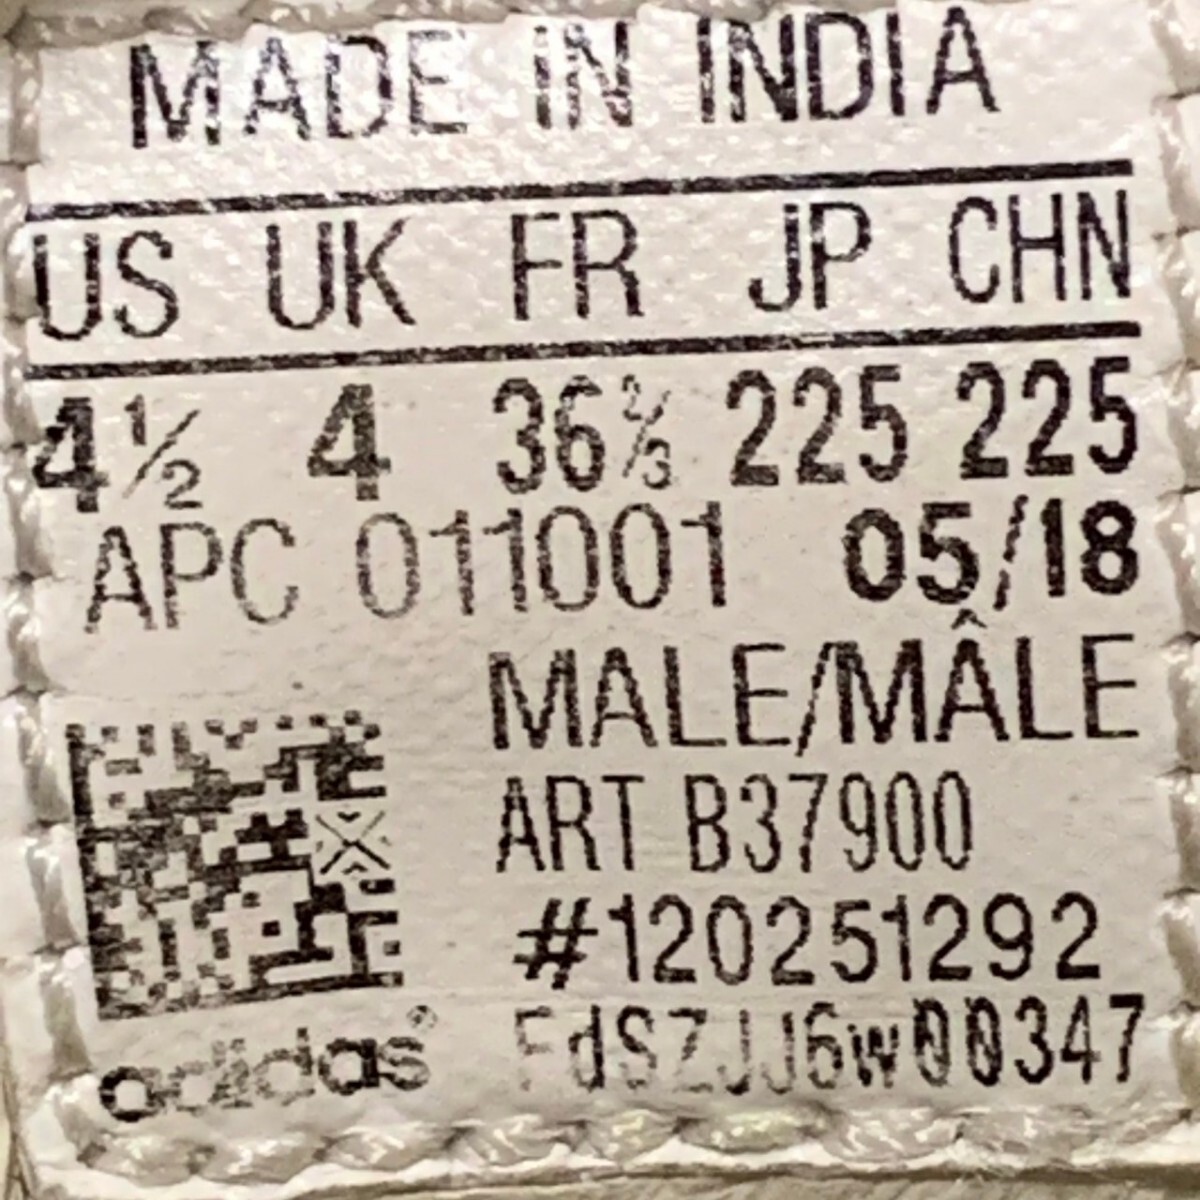 MADE IN INDIA
US UK FR JP CHN
4½ 4 36⅔ 225 225
APC 011001 05/18
MALE/MÂLE
ART B37900
#120251292
adidas® FdSZJJ6w00347